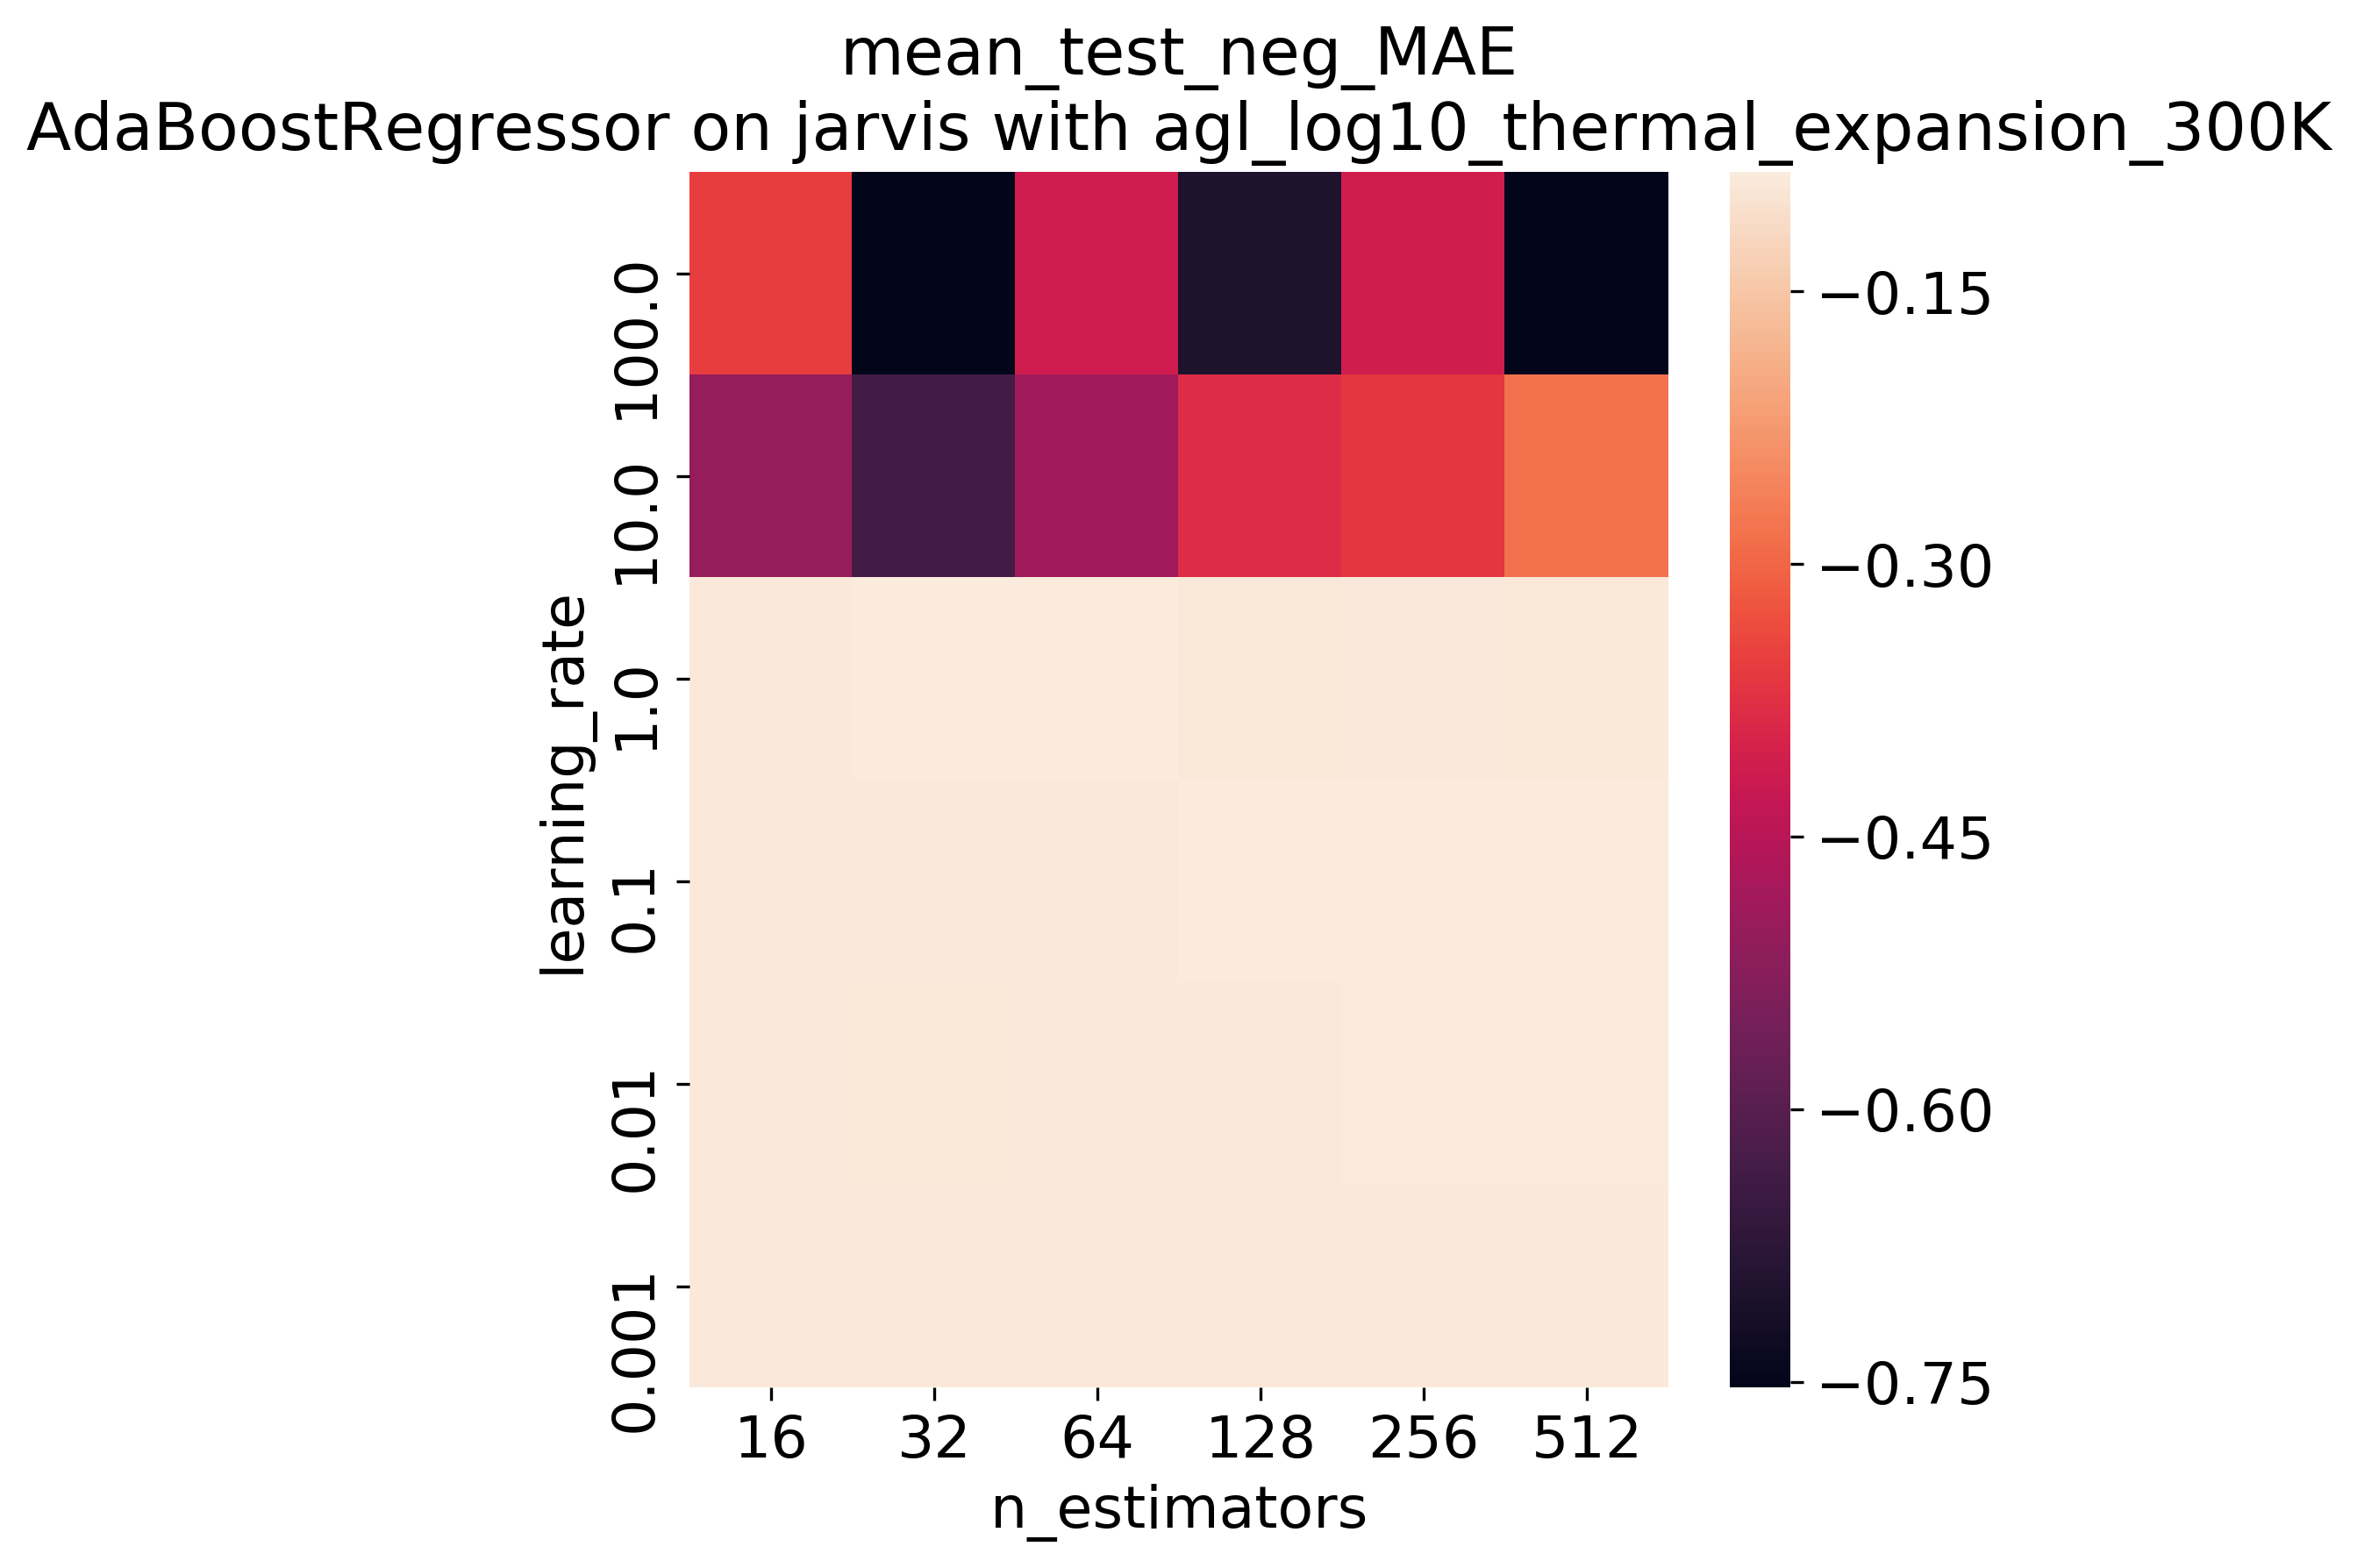 mean_test_neg_MAE
AdaBoostRegressor on jarvis with agl_log10_thermal_expansion_300K
learning_rate
100.0
10.0
1.0
0.1
0.01
0.001
16 32 64 128 256 512
n_estimators
−0.15
−0.30
−0.45
−0.60
−0.75